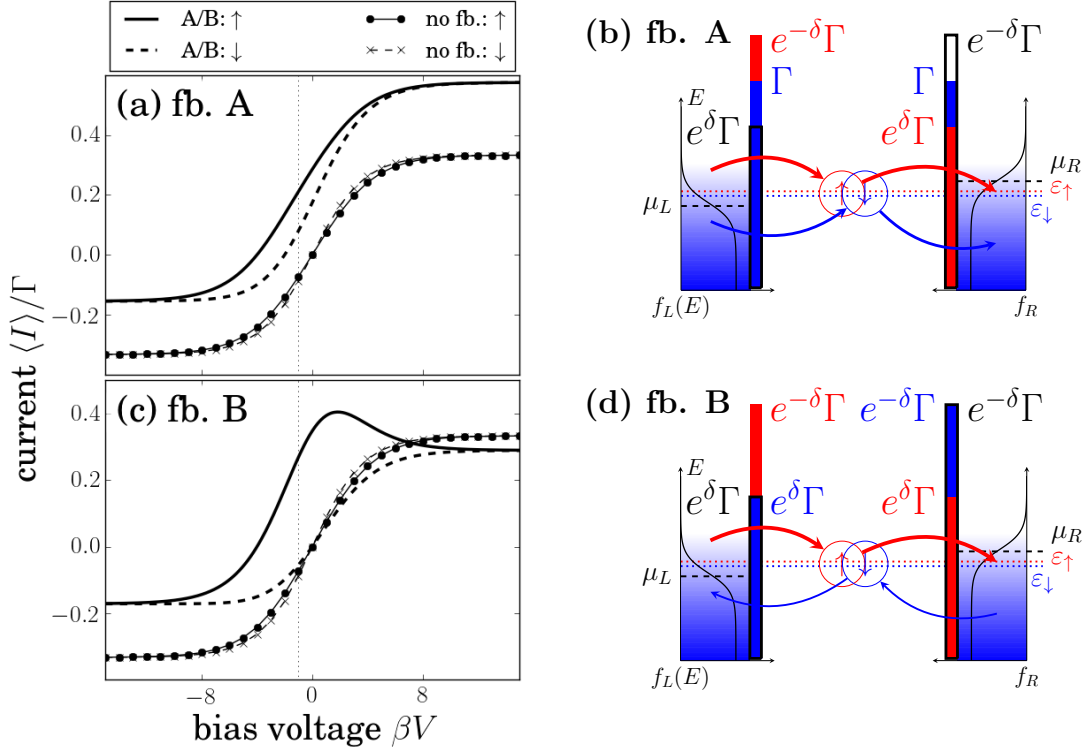 A/B: ↑
no fb.: ↑
A/B: ↓
no fb.: ↓
(a) fb. A
0.4
0.2
0.0
−0.2
(c) fb. B
0.4
0.2
0.0
−0.2
−8
0
8
current ⟨I⟩/Γ
bias voltage βV
(b) fb. A
e^{-δ}Γ
e^{-δ}Γ
Γ
Γ
E
E
e^{δ}Γ
e^{δ}Γ
μ_R
ε_↑
μ_L
ε_↓
f_L(E)
f_R
(d) fb. B
e^{-δ}Γ
e^{-δ}Γ
e^{-δ}Γ
E
E
e^{δ}Γ
e^{δ}Γ
e^{δ}Γ
μ_R
ε_↑
μ_L
ε_↓
f_L(E)
f_R